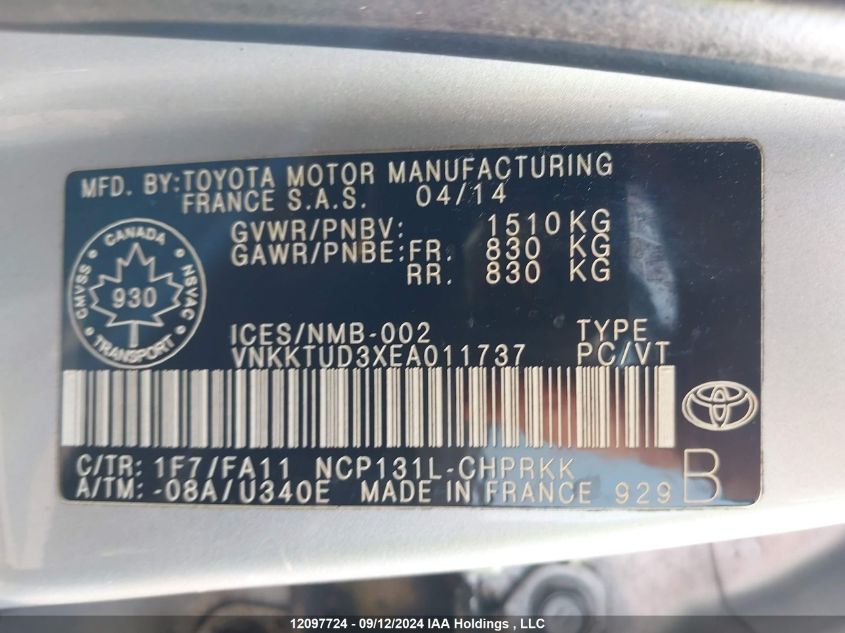 MFD. BY:TOYOTA MOTOR MANUFACTURING
FRANCE S.A.S. 04/14
GVWR/PNBV: 1510KG
GAWR/PNBE:FR. 830 KG
RR. 830 KG
CANADA
CMVSS 930 NSVAC
TRANSPORT
ICES/NMB-002 TYPE
VNKKTUD3XEA011737 PC/VT
C/TR: 1F7/FA11 NCP131L-CHPRKK
A/TM: -08A/U340E MADE IN FRANCE 929 B
12097724 - 09/12/2024 IAA Holdings , LLC